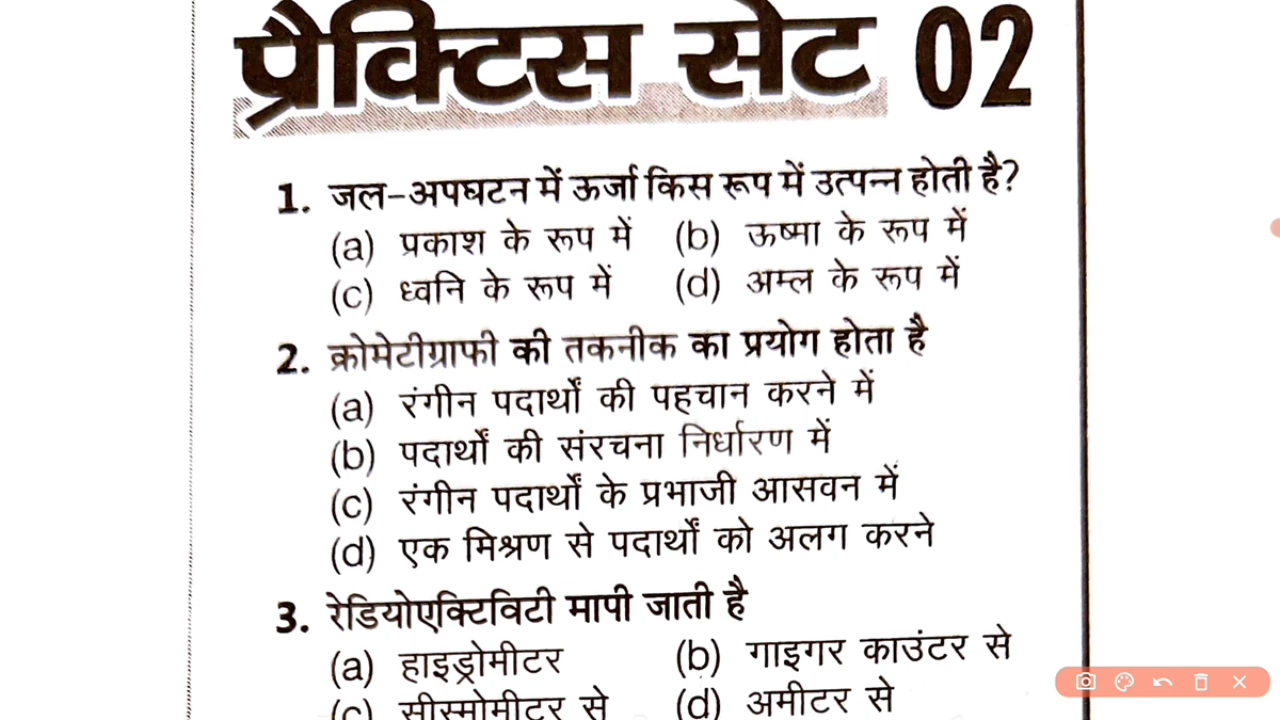 प्रैक्टिस सेट 02
1. जल-अपघटन में ऊर्जा किस रूप में उत्पन्न होती है?
(a) प्रकाश के रूप में (b) ऊष्मा के रूप में
(c) ध्वनि के रूप में (d) अम्ल के रूप में
2. क्रोमेटीग्राफी की तकनीक का प्रयोग होता है
(a) रंगीन पदार्थों की पहचान करने में
(b) पदार्थों की संरचना निर्धारण में
(c) रंगीन पदार्थों के प्रभाजी आसवन में
(d) एक मिश्रण से पदार्थों को अलग करने
3. रेडियोएक्टिविटी मापी जाती है
(a) हाइड्रोमीटर (b) गाइगर काउंटर से
(c) सीस्मोमीटर से (d) अमीटर से